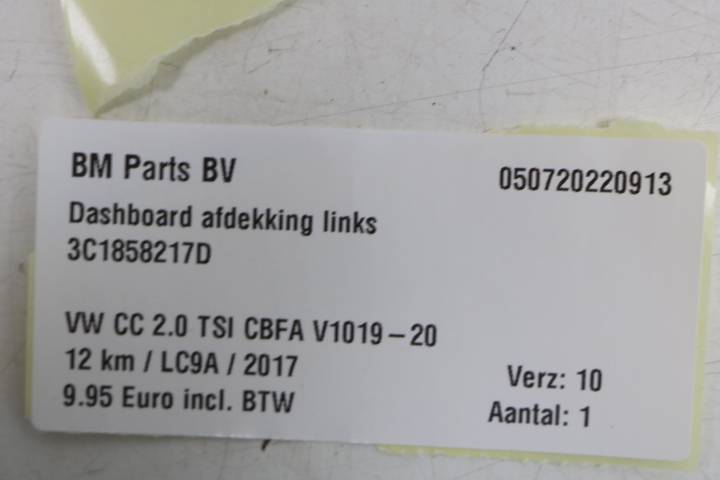 BM Parts BV
050720220913
Dashboard afdekking links
3C1858217D
VW CC 2.0 TSI CBFA V1019-20
12 km / LC9A / 2017
9.95 Euro incl. BTW
Verz: 10
Aantal: 1